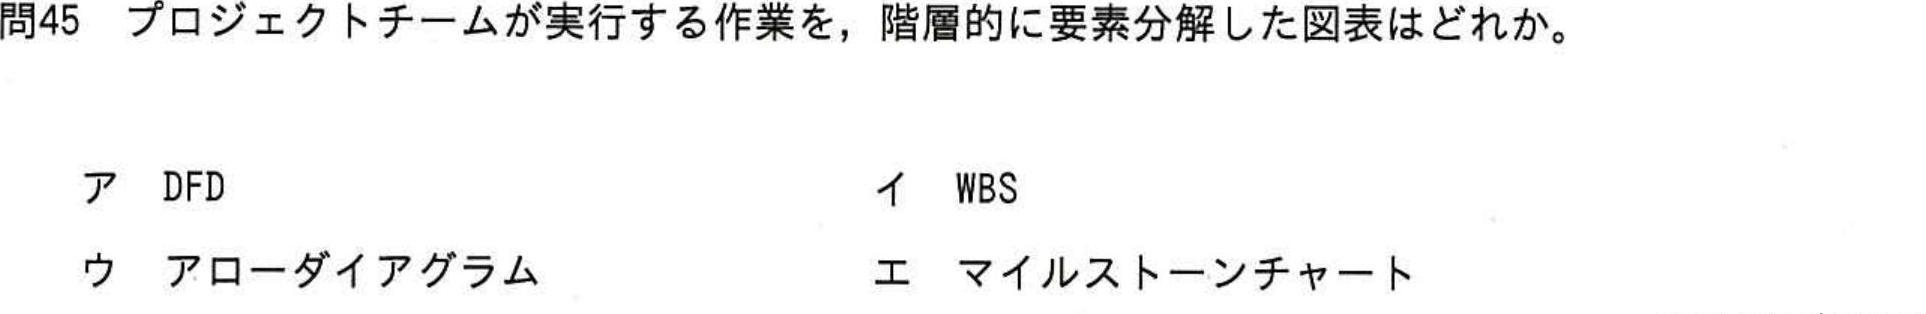 問45　プロジェクトチームが実行する作業を，階層的に要素分解した図表はどれか。
ア　DFD　イ　WBS
ウ　アローダイアグラム　エ　マイルストーンチャート